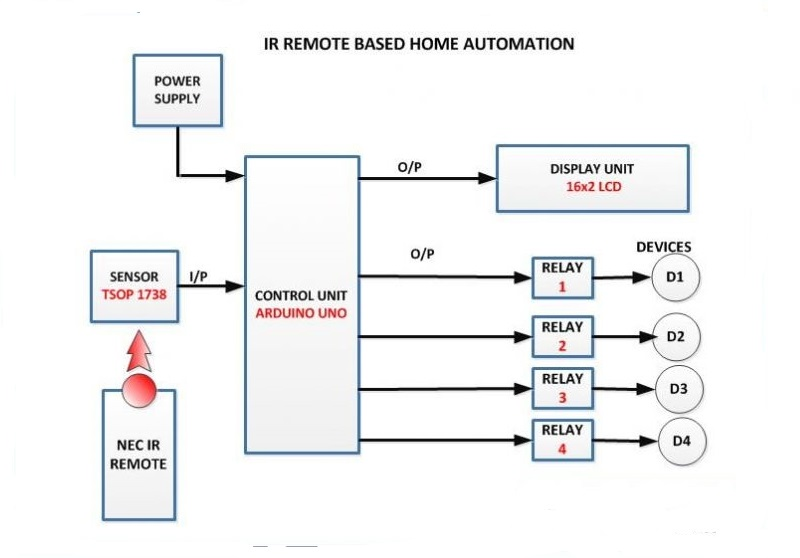 IR REMOTE BASED HOME AUTOMATION
POWER
SUPPLY
O/P
DISPLAY UNIT
16x2 LCD
SENSOR
TSOP 1738
I/P
CONTROL UNIT
ARDUINO UNO
O/P
DEVICES
RELAY
1
D1
RELAY
2
D2
RELAY
3
D3
RELAY
4
D4
NEC IR
REMOTE